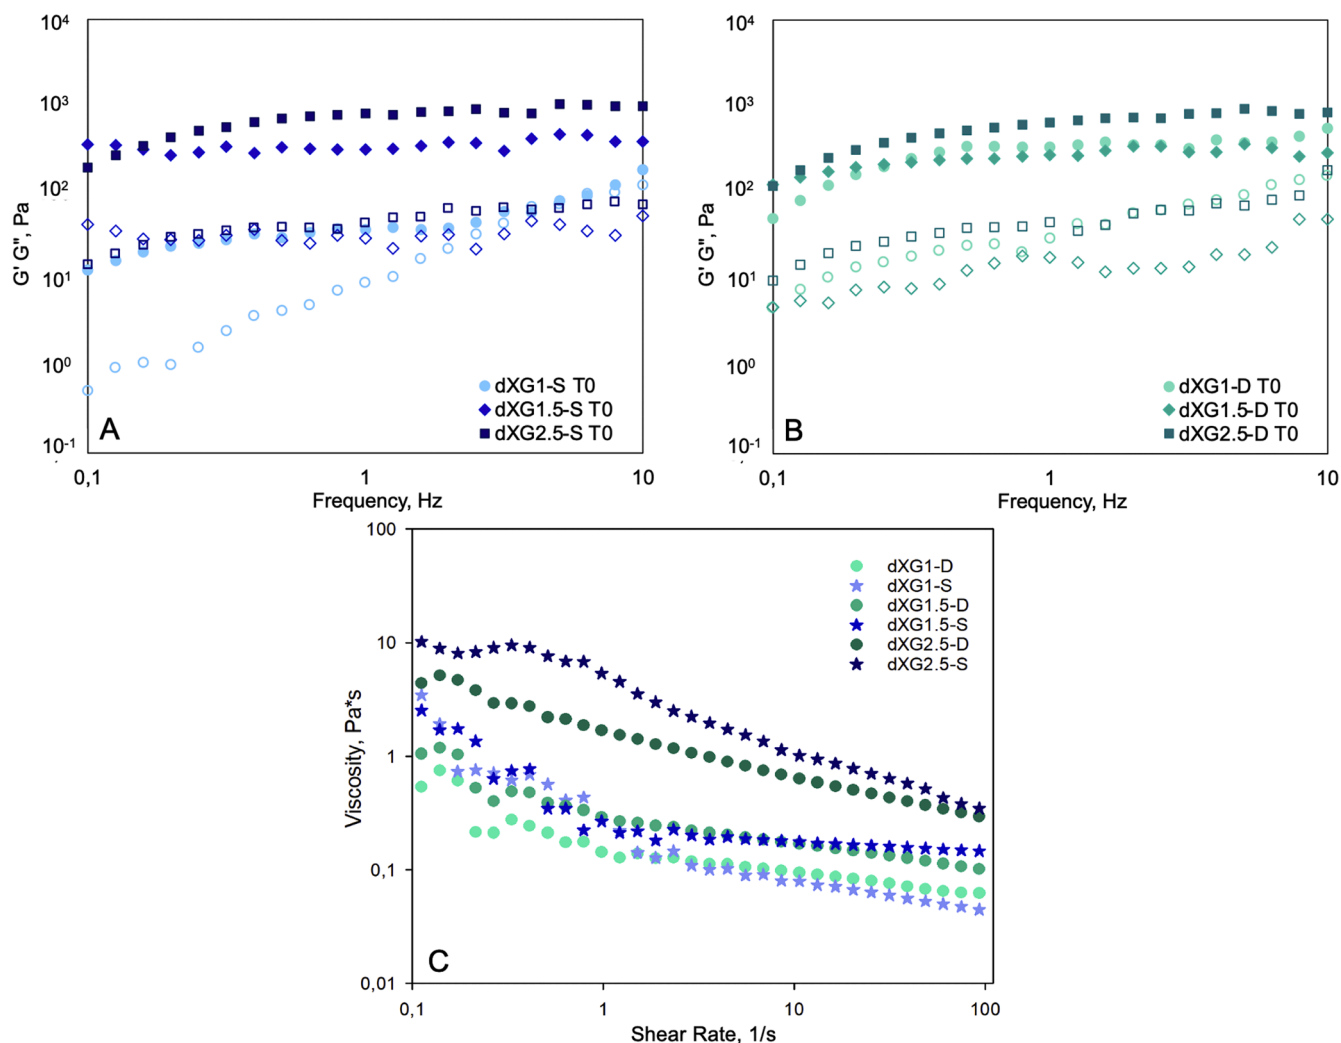 10⁴
10³
10²
10¹
10⁰
10⁻¹
G' G", Pa
0,1
1
10
Frequency, Hz
A
dXG1-S T0
dXG1.5-S T0
dXG2.5-S T0
10⁴
10³
10²
10¹
10⁰
10⁻¹
G' G", Pa
0,1
1
10
Frequency, Hz
B
dXG1-D T0
dXG1.5-D T0
dXG2.5-D T0
100
10
1
0,1
0,01
Viscosity, Pa*s
dXG1-D
dXG1-S
dXG1.5-D
dXG1.5-S
dXG2.5-D
dXG2.5-S
C
0,1
1
10
100
Shear Rate, 1/s